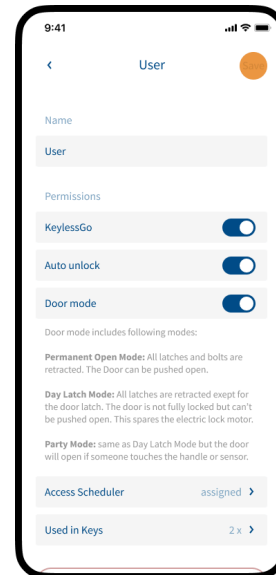 9:41
User
Save
Name
User
Permissions
KeylessGo
Auto unlock
Door mode
Door mode includes following modes:
Permanent Open Mode: All latches and bolts are
retracted. The Door can be pushed open.
Day Latch Mode: All latches are retracted exept for
the door latch. The door is not fully locked but can't
be pushed open. This spares the electric lock motor.
Party Mode: same as Day Latch Mode but the door
will open if someone touches the handle or sensor.
Access Scheduler assigned >
Used in Keys 2 x >